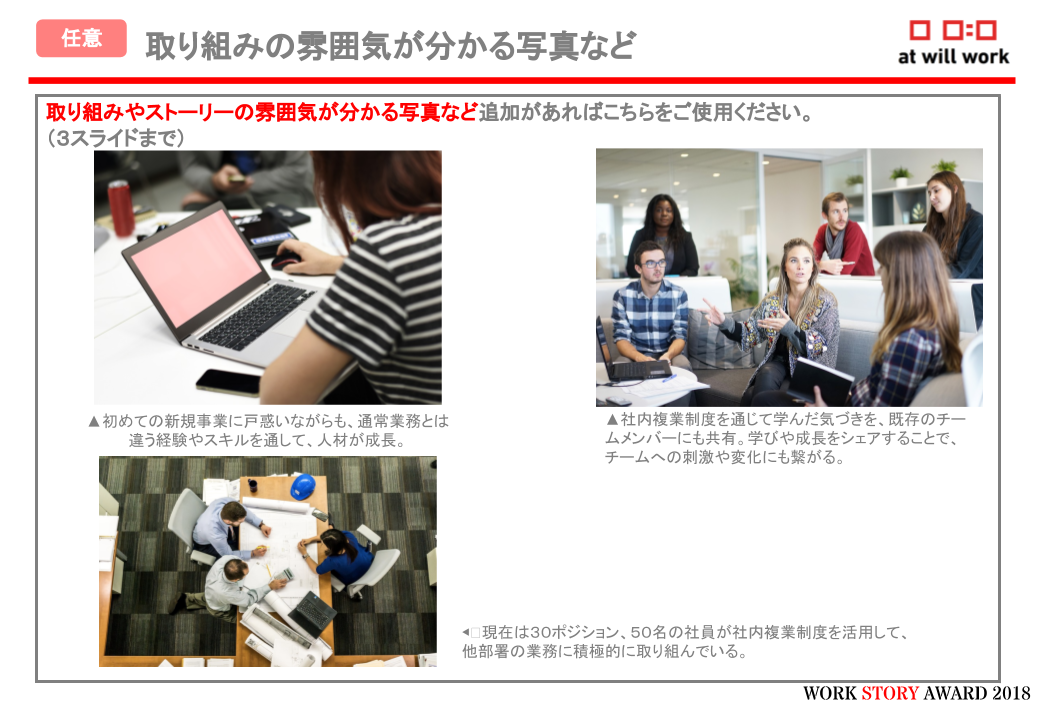 任意
取り組みの雰囲気が分かる写真など
at will work
取り組みやストーリーの雰囲気が分かる写真など追加があればこちらをご使用ください。
（３スライドまで）
▲初めての新規事業に戸惑いながらも、通常業務とは
違う経験やスキルを通して、人材が成長。
▲社内複業制度を通じて学んだ気づきを、既存のチー
ムメンバーにも共有。学びや成長をシェアすることで、
チームへの刺激や変化にも繋がる。
◀□現在は３０ポジション、５０名の社員が社内複業制度を活用して、
他部署の業務に積極的に取り組んでいる。
WORK STORY AWARD 2018